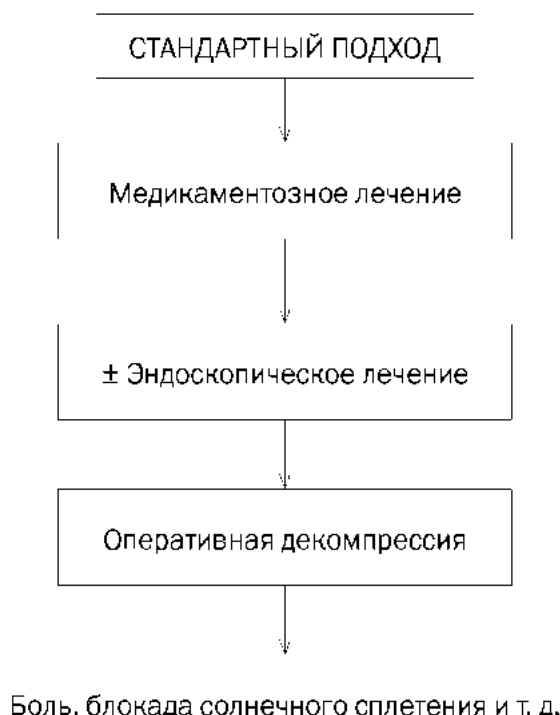 СТАНДАРТНЫЙ ПОДХОД
Медикаментозное лечение
± Эндоскопическое лечение
Оперативная декомпрессия
Боль, блокада солнечного сплетения и т. д.